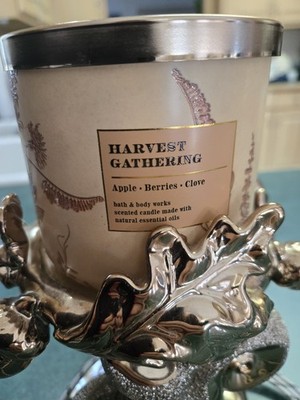 HARVEST
GATHERING
Apple • Berries • Clove
bath & body works
scented candle made with
natural essential oils